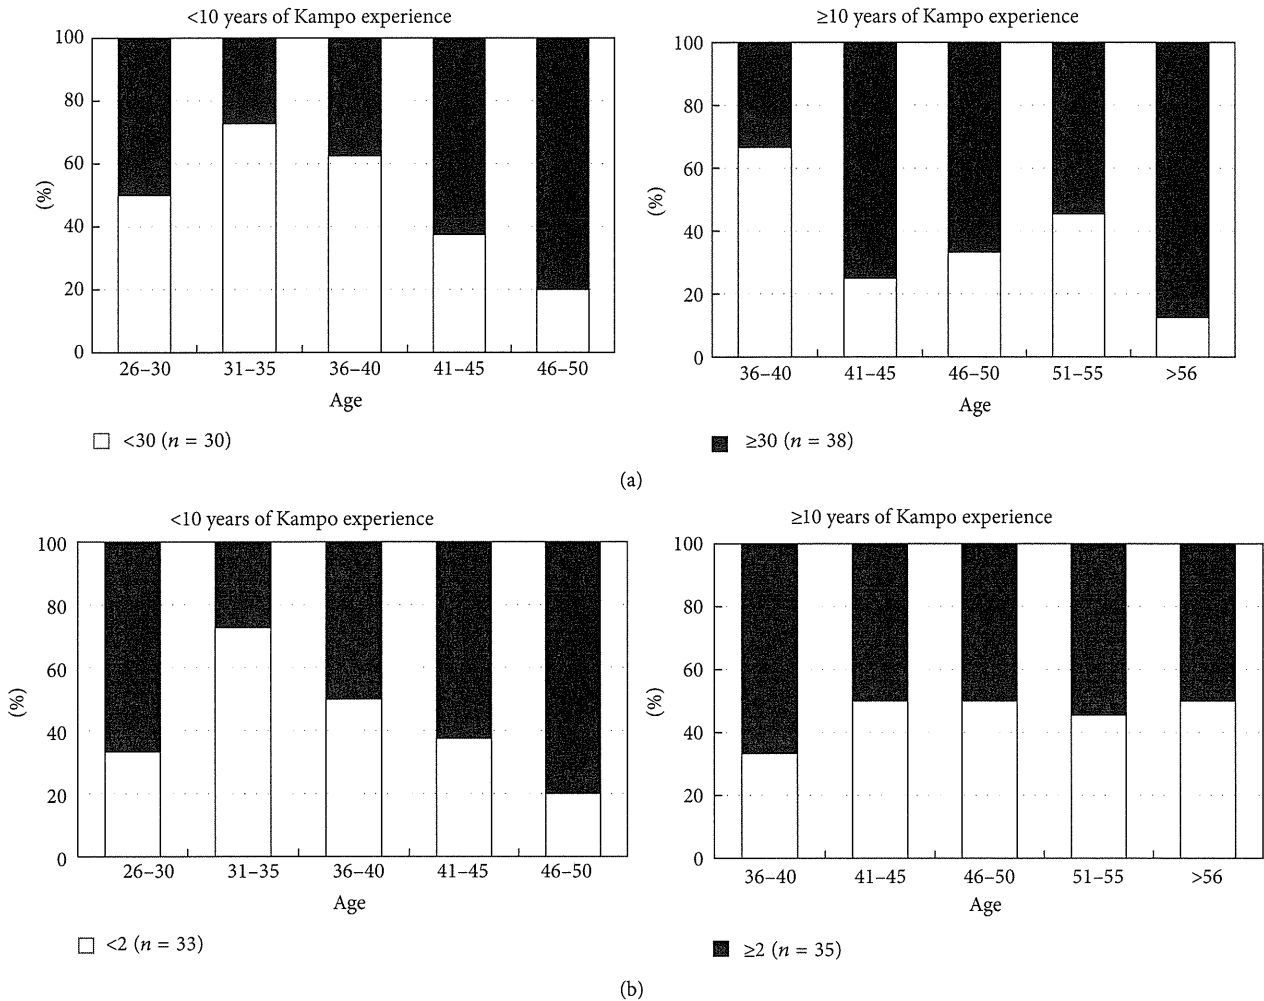 <10 years of Kampo experience
100
80
60
40
20
0
(%)
26–30 31–35 36–40 41–45 46–50
Age
<30 (n = 30)
≥10 years of Kampo experience
100
80
60
40
20
0
(%)
36–40 41–45 46–50 51–55 >56
Age
≥30 (n = 38)
(a)
<10 years of Kampo experience
100
80
60
40
20
0
(%)
26–30 31–35 36–40 41–45 46–50
Age
<2 (n = 33)
≥10 years of Kampo experience
100
80
60
40
20
0
(%)
36–40 41–45 46–50 51–55 >56
Age
≥2 (n = 35)
(b)